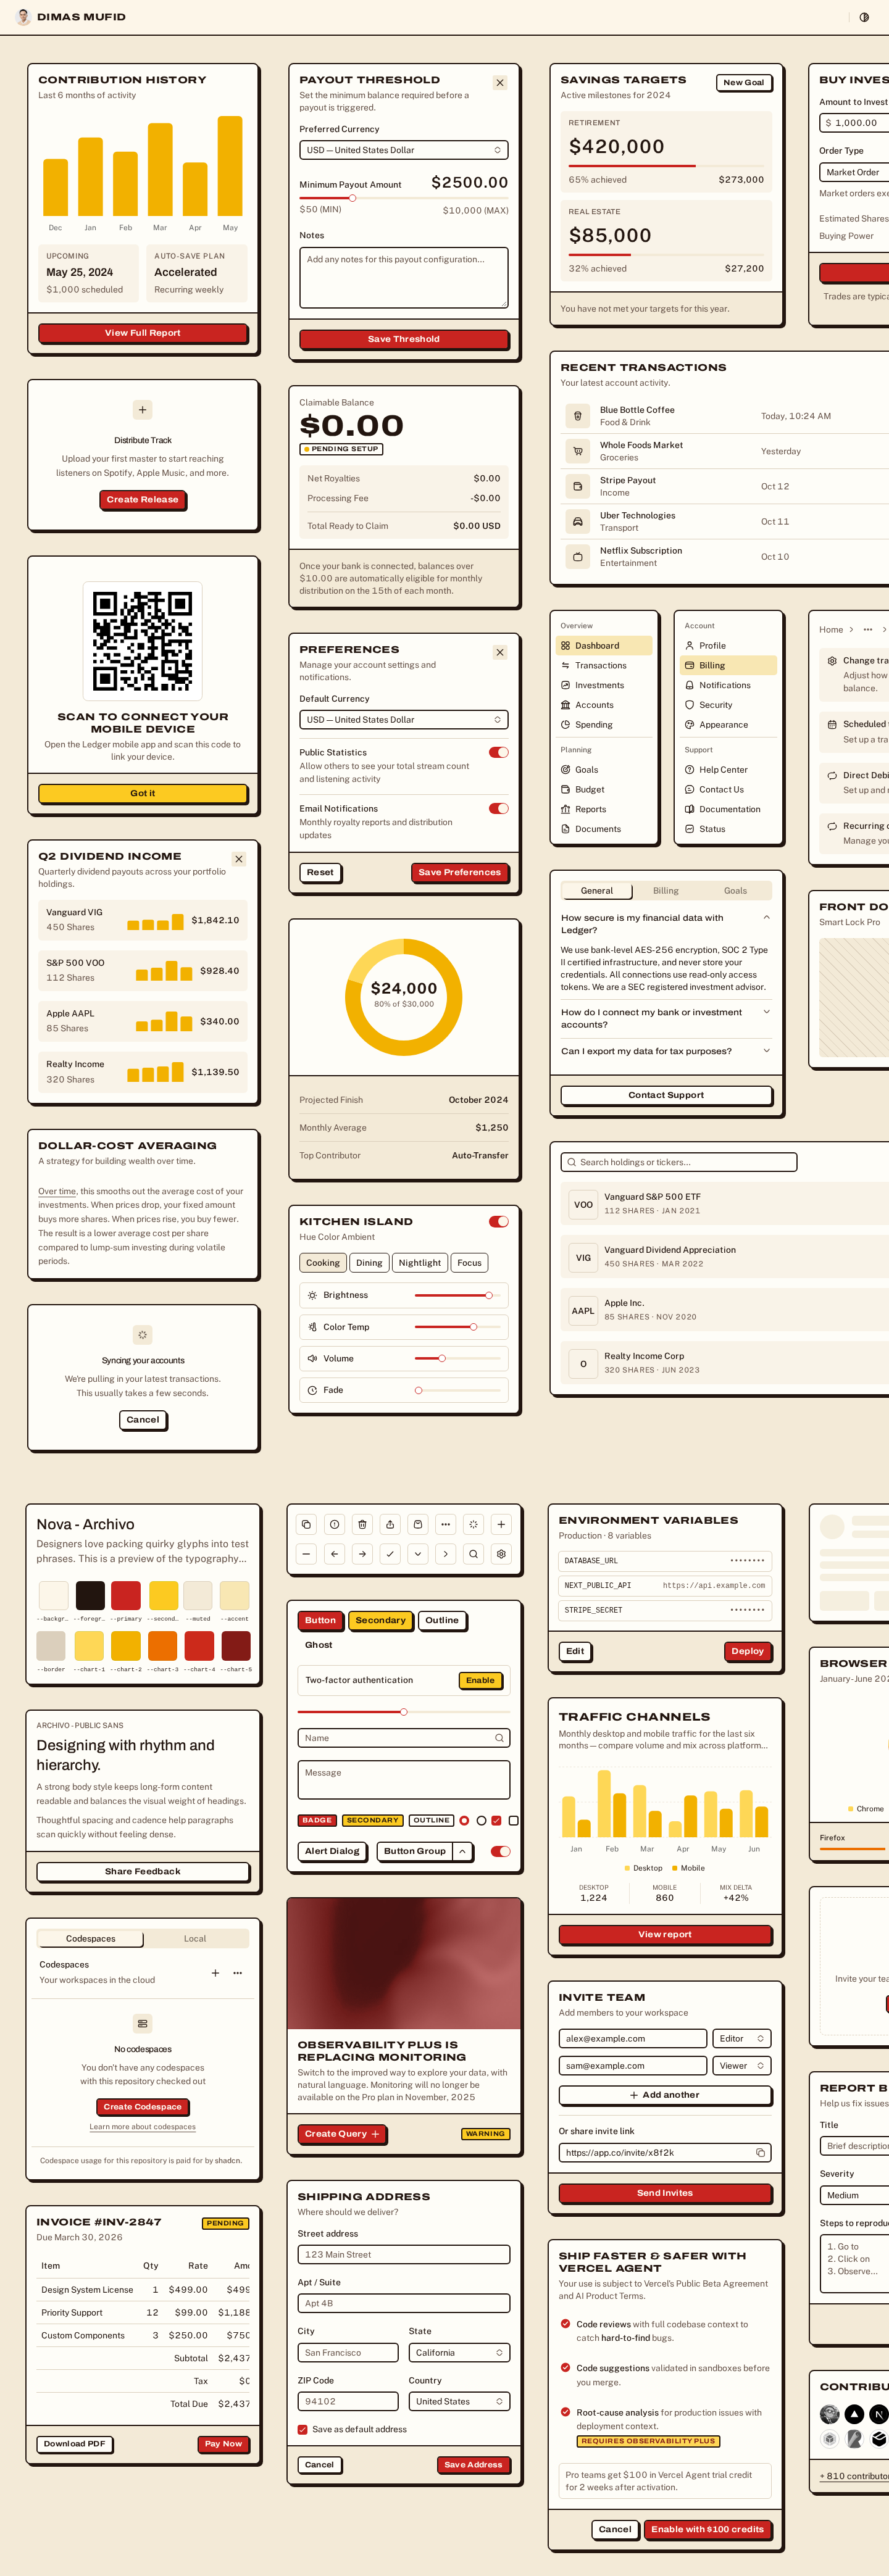 DIMAS MUFID
CONTRIBUTION HISTORY
Last 6 months of activity
Dec Jan Feb Mar Apr May
UPCOMING
May 25, 2024
$1,000 scheduled
AUTO-SAVE PLAN
Accelerated
Recurring weekly
View Full Report
Distribute Track
Upload your first master to start reaching
listeners on Spotify, Apple Music, and more.
Create Release
SCAN TO CONNECT YOUR
MOBILE DEVICE
Open the Ledger mobile app and scan this code to
link your device.
Got it
Q2 DIVIDEND INCOME
Quarterly dividend payouts across your portfolio
holdings.
Vanguard VIG
450 Shares
$1,842.10
S&P 500 VOO
112 Shares
$928.40
Apple AAPL
85 Shares
$340.00
Realty Income
320 Shares
$1,139.50
DOLLAR-COST AVERAGING
A strategy for building wealth over time.
Over time, this smooths out the average cost of your
investments. When prices drop, your fixed amount
buys more shares. When prices rise, you buy fewer.
The result is a lower average cost per share
compared to lump-sum investing during volatile
periods.
Syncing your accounts
We're pulling in your latest transactions.
This usually takes a few seconds.
Cancel
PAYOUT THRESHOLD
Set the minimum balance required before a
payout is triggered.
Preferred Currency
USD — United States Dollar
Minimum Payout Amount $2500.00
$50 (MIN) $10,000 (MAX)
Notes
Add any notes for this payout configuration...
Save Threshold
Claimable Balance
$0.00
PENDING SETUP
Net Royalties $0.00
Processing Fee -$0.00
Total Ready to Claim $0.00 USD
Once your bank is connected, balances over
$10.00 are automatically eligible for monthly
distribution on the 15th of each month.
PREFERENCES
Manage your account settings and
notifications.
Default Currency
USD — United States Dollar
Public Statistics
Allow others to see your total stream count
and listening activity
Email Notifications
Monthly royalty reports and distribution
updates
Reset Save Preferences
$24,000
80% of $30,000
Projected Finish October 2024
Monthly Average $1,250
Top Contributor Auto-Transfer
KITCHEN ISLAND
Hue Color Ambient
Cooking Dining Nightlight Focus
Brightness
Color Temp
Volume
Fade
SAVINGS TARGETS
Active milestones for 2024
New Goal
RETIREMENT
$420,000
65% achieved $273,000
REAL ESTATE
$85,000
32% achieved $27,200
You have not met your targets for this year.
BUY INVES
Amount to Invest
$ 1,000.00
Order Type
Market Order
Market orders exe
Estimated Shares
Buying Power
Trades are typica
RECENT TRANSACTIONS
Your latest account activity.
Blue Bottle Coffee
Food & Drink
Today, 10:24 AM
Whole Foods Market
Groceries
Yesterday
Stripe Payout
Income
Oct 12
Uber Technologies
Transport
Oct 11
Netflix Subscription
Entertainment
Oct 10
Overview
Dashboard
Transactions
Investments
Accounts
Spending
Planning
Goals
Budget
Reports
Documents
Account
Profile
Billing
Notifications
Security
Appearance
Support
Help Center
Contact Us
Documentation
Status
Home
Change tra
Adjust how
balance.
Scheduled
Set up a tra
Direct Debi
Set up and
Recurring c
Manage you
General Billing Goals
How secure is my financial data with
Ledger?
We use bank-level AES-256 encryption, SOC 2 Type
II certified infrastructure, and never store your
credentials. All connections use read-only access
tokens. We are a SEC registered investment advisor.
How do I connect my bank or investment
accounts?
Can I export my data for tax purposes?
Contact Support
FRONT DO
Smart Lock Pro
Search holdings or tickers...
VOO
Vanguard S&P 500 ETF
112 SHARES · JAN 2021
VIG
Vanguard Dividend Appreciation
450 SHARES · MAR 2022
AAPL
Apple Inc.
85 SHARES · NOV 2020
O
Realty Income Corp
320 SHARES · JUN 2023
Nova - Archivo
Designers love packing quirky glyphs into test
phrases. This is a preview of the typography...
--backgr… --foregr… --primary --second… --muted --accent
--border --chart-1 --chart-2 --chart-3 --chart-4 --chart-5
ARCHIVO - PUBLIC SANS
Designing with rhythm and
hierarchy.
A strong body style keeps long-form content
readable and balances the visual weight of headings.
Thoughtful spacing and cadence help paragraphs
scan quickly without feeling dense.
Share Feedback
Codespaces Local
Codespaces
Your workspaces in the cloud
No codespaces
You don't have any codespaces
with this repository checked out
Create Codespace
Learn more about codespaces
Codespace usage for this repository is paid for by shadcn.
INVOICE #INV-2847
PENDING
Due March 30, 2026
Item Qty Rate Amo
Design System License 1 $499.00 $499
Priority Support 12 $99.00 $1,188
Custom Components 3 $250.00 $750
Subtotal $2,437
Tax $0
Total Due $2,437
Download PDF Pay Now
Button Secondary Outline
Ghost
Two-factor authentication Enable
Name
Message
BADGE SECONDARY OUTLINE
Alert Dialog Button Group
OBSERVABILITY PLUS IS
REPLACING MONITORING
Switch to the improved way to explore your data, with
natural language. Monitoring will no longer be
available on the Pro plan in November, 2025
Create Query WARNING
SHIPPING ADDRESS
Where should we deliver?
Street address
123 Main Street
Apt / Suite
Apt 4B
City State
San Francisco California
ZIP Code Country
94102 United States
Save as default address
Cancel Save Address
ENVIRONMENT VARIABLES
Production · 8 variables
DATABASE_URL ••••••••
NEXT_PUBLIC_API https://api.example.com
STRIPE_SECRET ••••••••
Edit Deploy
TRAFFIC CHANNELS
Monthly desktop and mobile traffic for the last six
months — compare volume and mix across platform...
Jan Feb Mar Apr May Jun
Desktop Mobile
DESKTOP MOBILE MIX DELTA
1,224 860 +42%
View report
INVITE TEAM
Add members to your workspace
alex@example.com Editor
sam@example.com Viewer
Add another
Or share invite link
https://app.co/invite/x8f2k
Send Invites
SHIP FASTER & SAFER WITH
VERCEL AGENT
Your use is subject to Vercel's Public Beta Agreement
and AI Product Terms.
Code reviews with full codebase context to
catch hard-to-find bugs.
Code suggestions validated in sandboxes before
you merge.
Root-cause analysis for production issues with
deployment context.
REQUIRES OBSERVABILITY PLUS
Pro teams get $100 in Vercel Agent trial credit
for 2 weeks after activation.
Cancel Enable with $100 credits
BROWSER
January-June 202
Chrome
Firefox
Invite your tea
REPORT B
Help us fix issues
Title
Brief description
Severity
Medium
Steps to reproduc
1. Go to
2. Click on
3. Observe...
CONTRIBU
+ 810 contributo